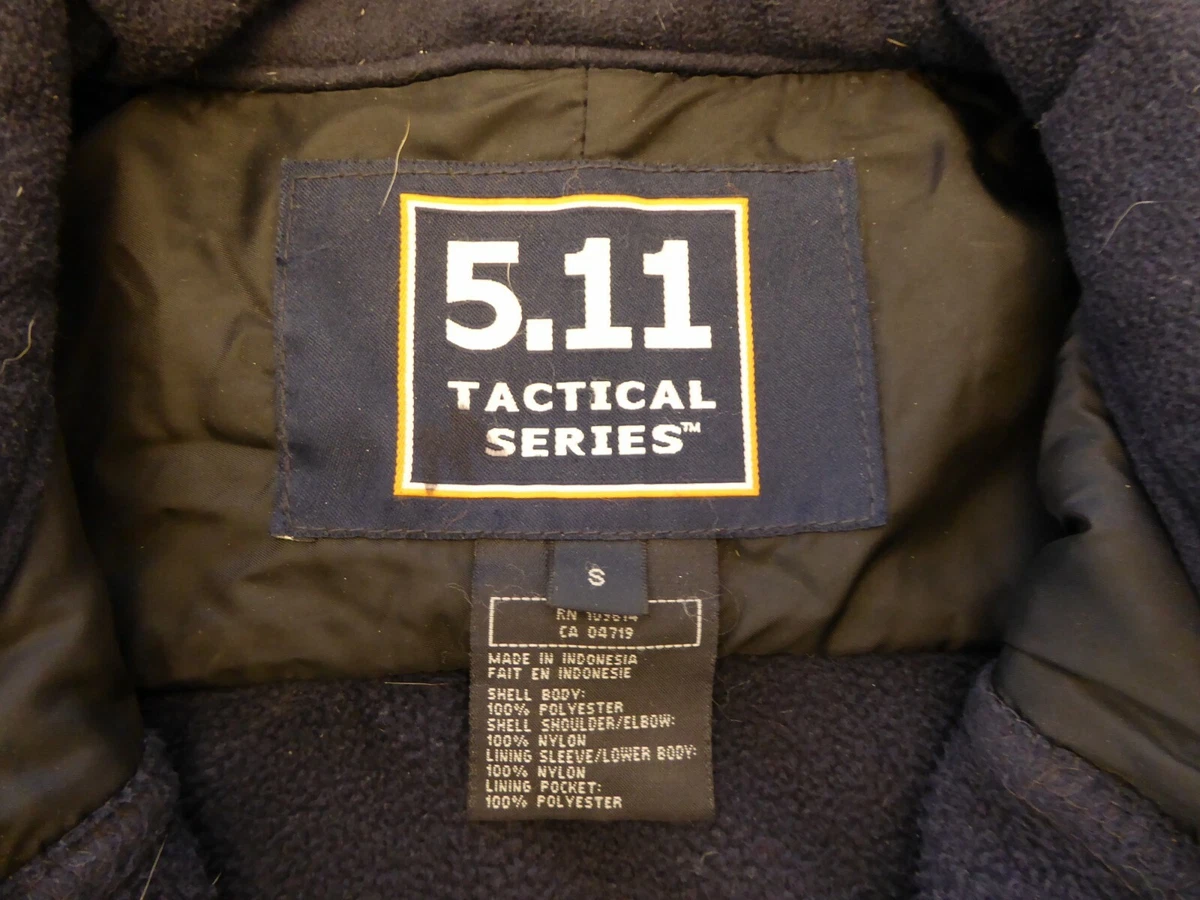 5.11
TACTICAL
SERIES™
S
RN
CA 04719
MADE IN INDONESIA
FAIT EN INDONESIE
SHELL BODY:
100% POLYESTER
SHELL SHOULDER/ELBOW:
100% NYLON
LINING SLEEVE/LOWER BODY:
100% NYLON
LINING POCKET:
100% POLYESTER